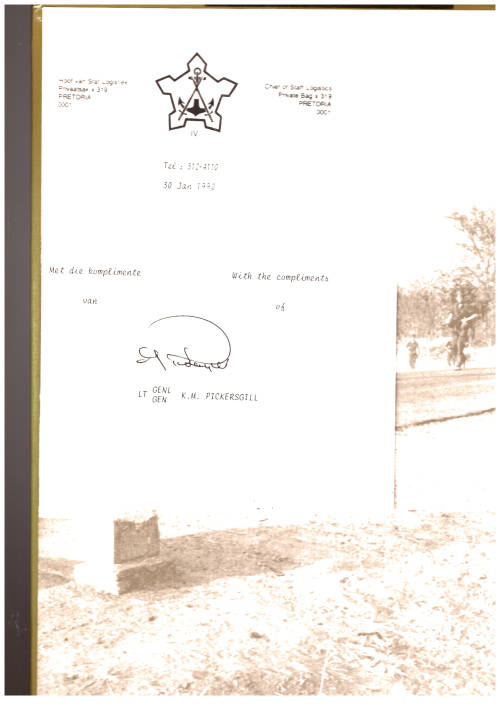 Hoof van Staf Logistiek
Privaatsak x 319
PRETORIA
0001
Chief of Staff Logistics
Private Bag x 319
PRETORIA
0001
IV
Tel : 312-4110
30 Jan 1992
Met die komplimente
van
With the compliments
of
LT GENL
GEN
K.M. PICKERSGILL